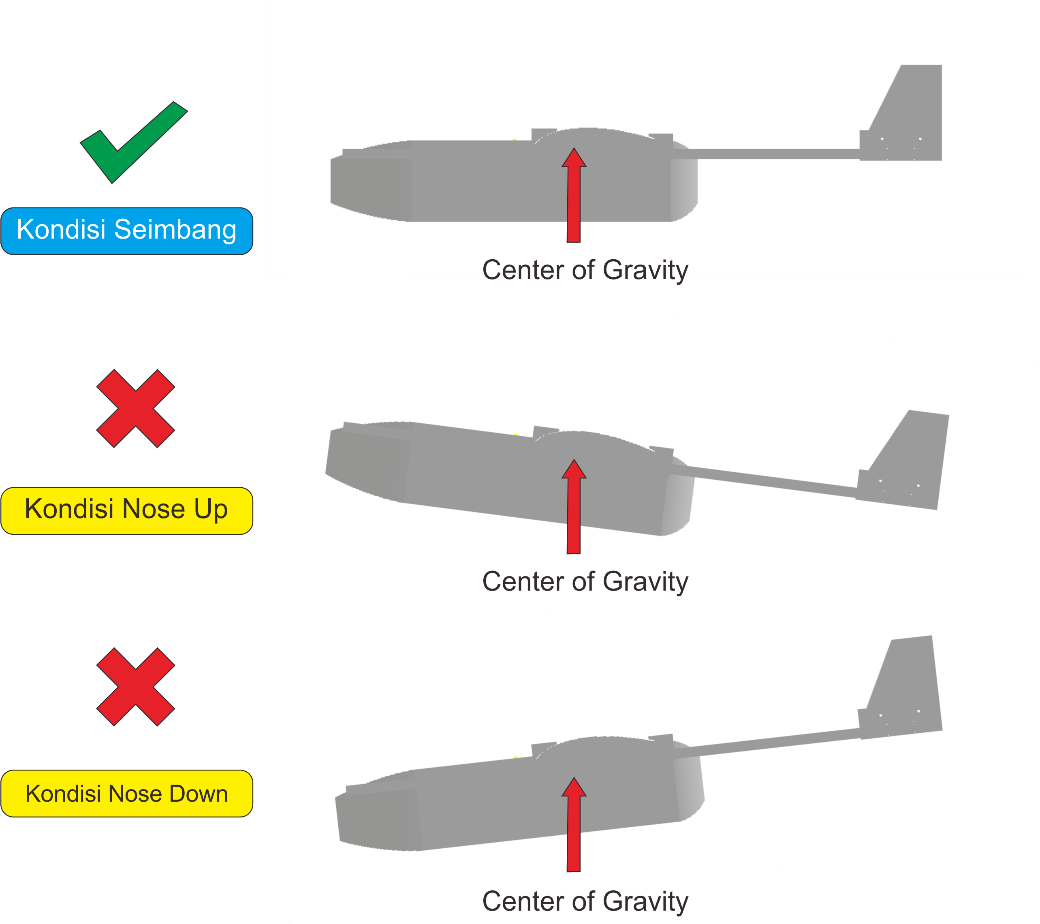 Kondisi Seimbang
Center of Gravity
Kondisi Nose Up
Center of Gravity
Kondisi Nose Down
Center of Gravity